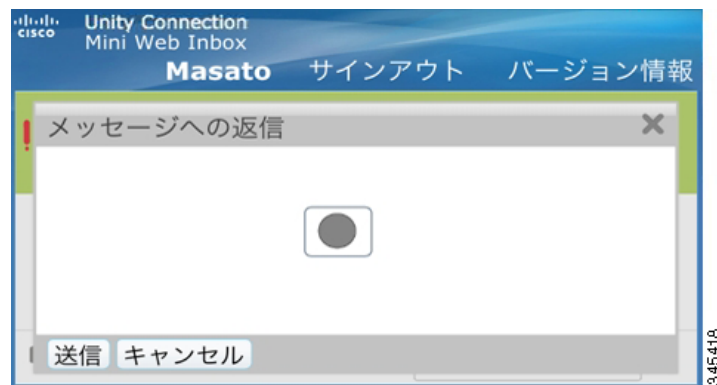 cisco
Unity Connection
Mini Web Inbox
Masato サインアウト バージョン情報
メッセージへの返信
送信 キャンセル
345418